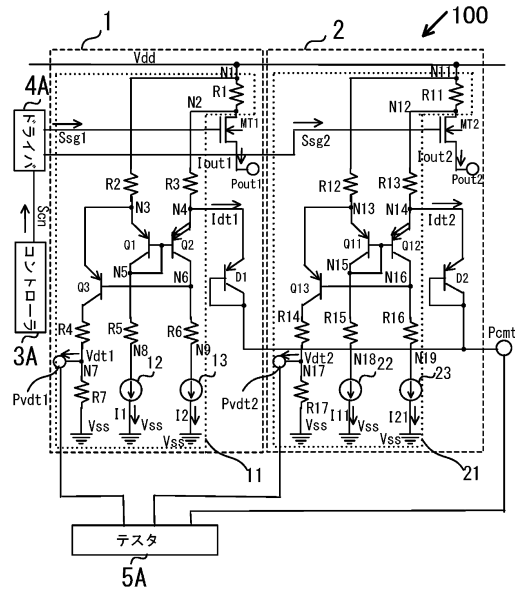 1
2
100
Vdd
N1
N11
R1
R11
4A
N2
N12
ドライバ
Ssg1
MT1
Ssg2
MT2
Iout1
Iout2
Pout1
Pout2
R2
R3
R12
R13
Scn
N3
N4
N13
N14
Idt1
Idt2
コントローラ
Q1
Q2
Q11
Q12
N5
N6
N15
N16
D1
D2
Q3
Q13
3A
R4
R5
R6
R14
R15
R16
Pcmt
Vdt1
N8
N9
Vdt2
N18
N19
N7
12
13
N17
22
23
Pvdt1
R7
Pvdt2
R17
I1
I2
I11
I21
Vss
Vss
Vss
Vss
Vss
Vss
11
21
テスタ
5A